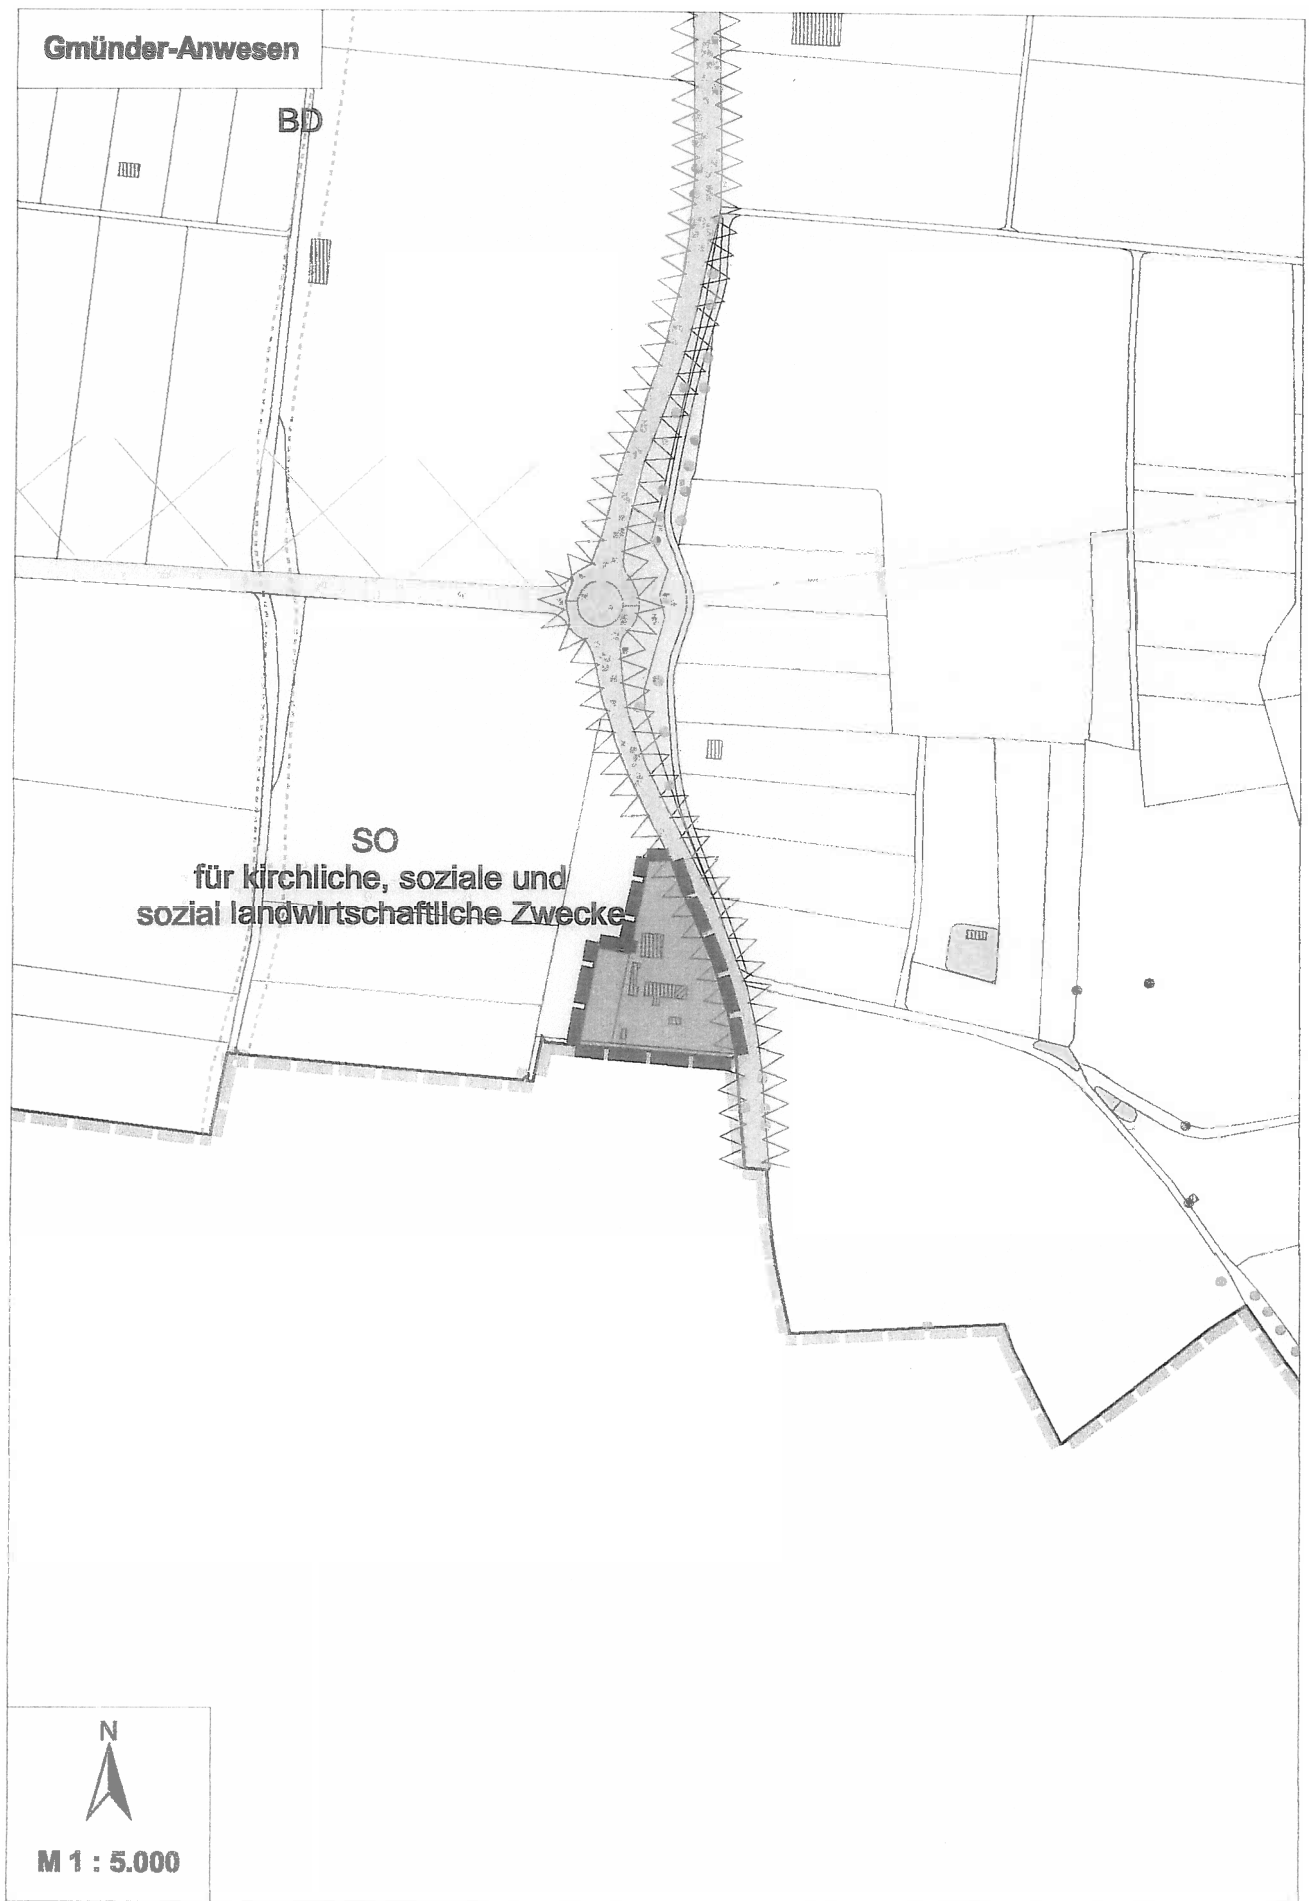 Gmünder-Anwesen
BD
SO
für kirchliche, soziale und
sozial landwirtschaftliche Zwecke
N
M 1 : 5.000